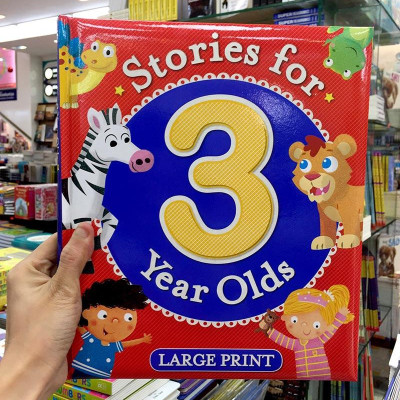 Stories for
3
Year Olds
LARGE PRINT